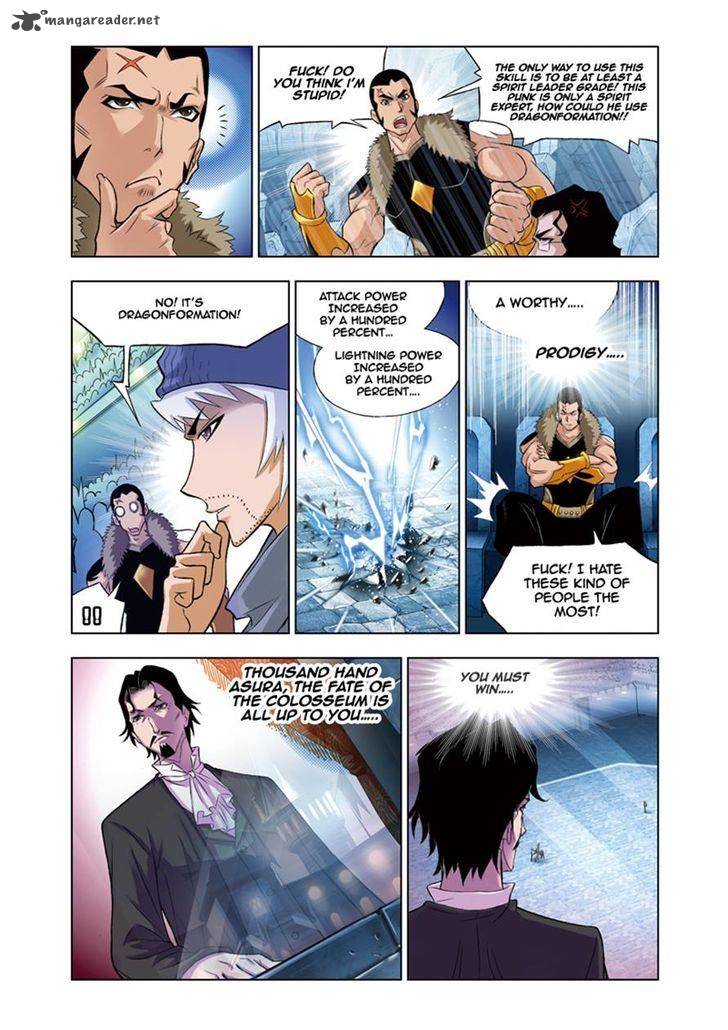 mangareader.net
FUCK! DO
YOU THINK I'M
STUPID!
THE ONLY WAY TO USE THIS
SKILL IS TO BE AT LEAST A
SPIRIT LEADER GRADE! THIS
PUNK IS ONLY A SPIRIT
EXPERT, HOW COULD HE USE
DRAGONFORMATION!!
NO! IT'S
DRAGONFORMATION!
ATTACK POWER
INCREASED
BY A HUNDRED
PERCENT...
LIGHTNING POWER
INCREASED
BY A HUNDRED
PERCENT....
A WORTHY.....
PRODIGY.....
FUCK! I HATE
THESE KIND OF
PEOPLE THE
MOST!
THOUSAND HAND
ASURA, THE FATE OF
THE COLOSSEUM IS
ALL UP TO YOU.....
YOU MUST
WIN.....